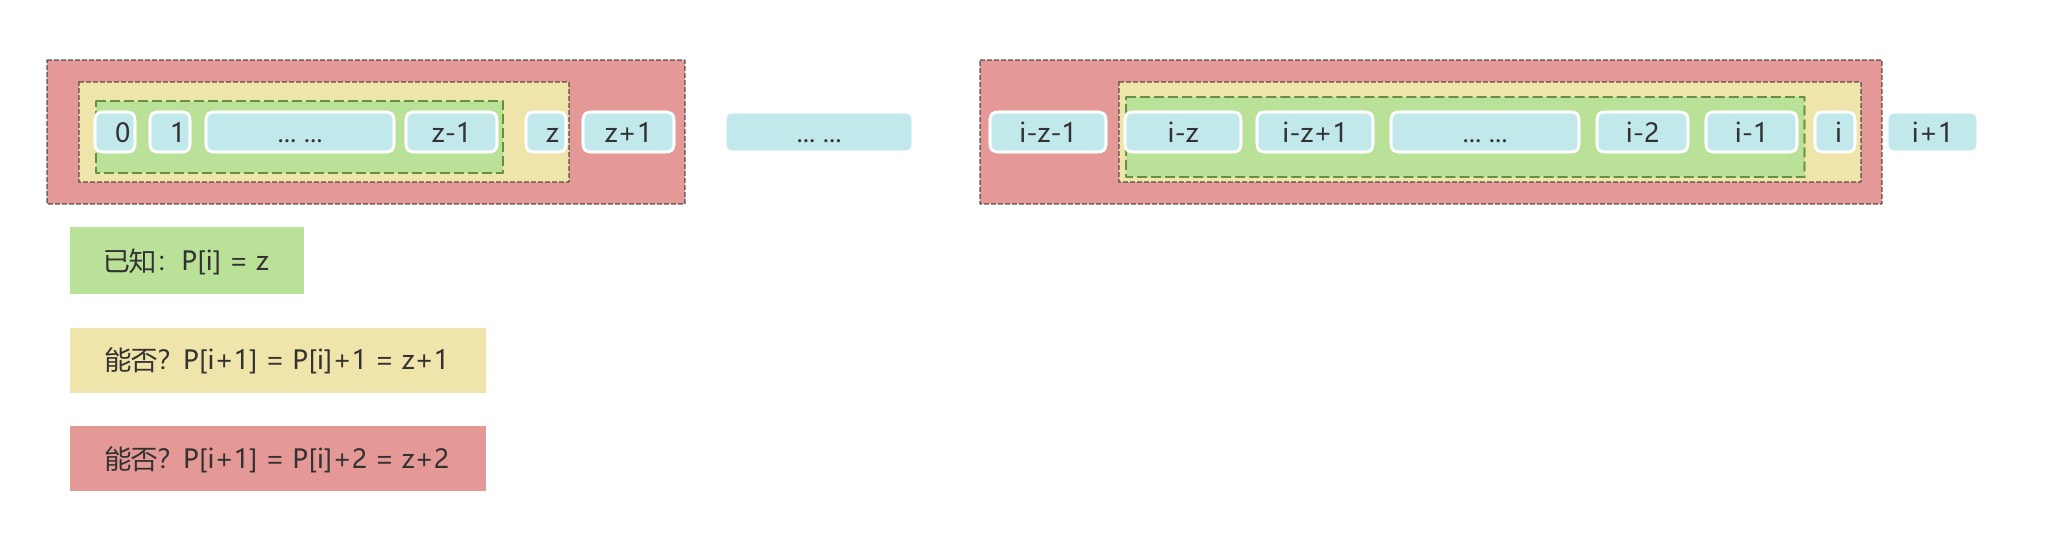 0 1 ... ... z-1 z z+1 ... ... i-z-1 i-z i-z+1 ... ... i-2 i-1 i i+1
已知：P[i] = z
能否？P[i+1] = P[i]+1 = z+1
能否？P[i+1] = P[i]+2 = z+2